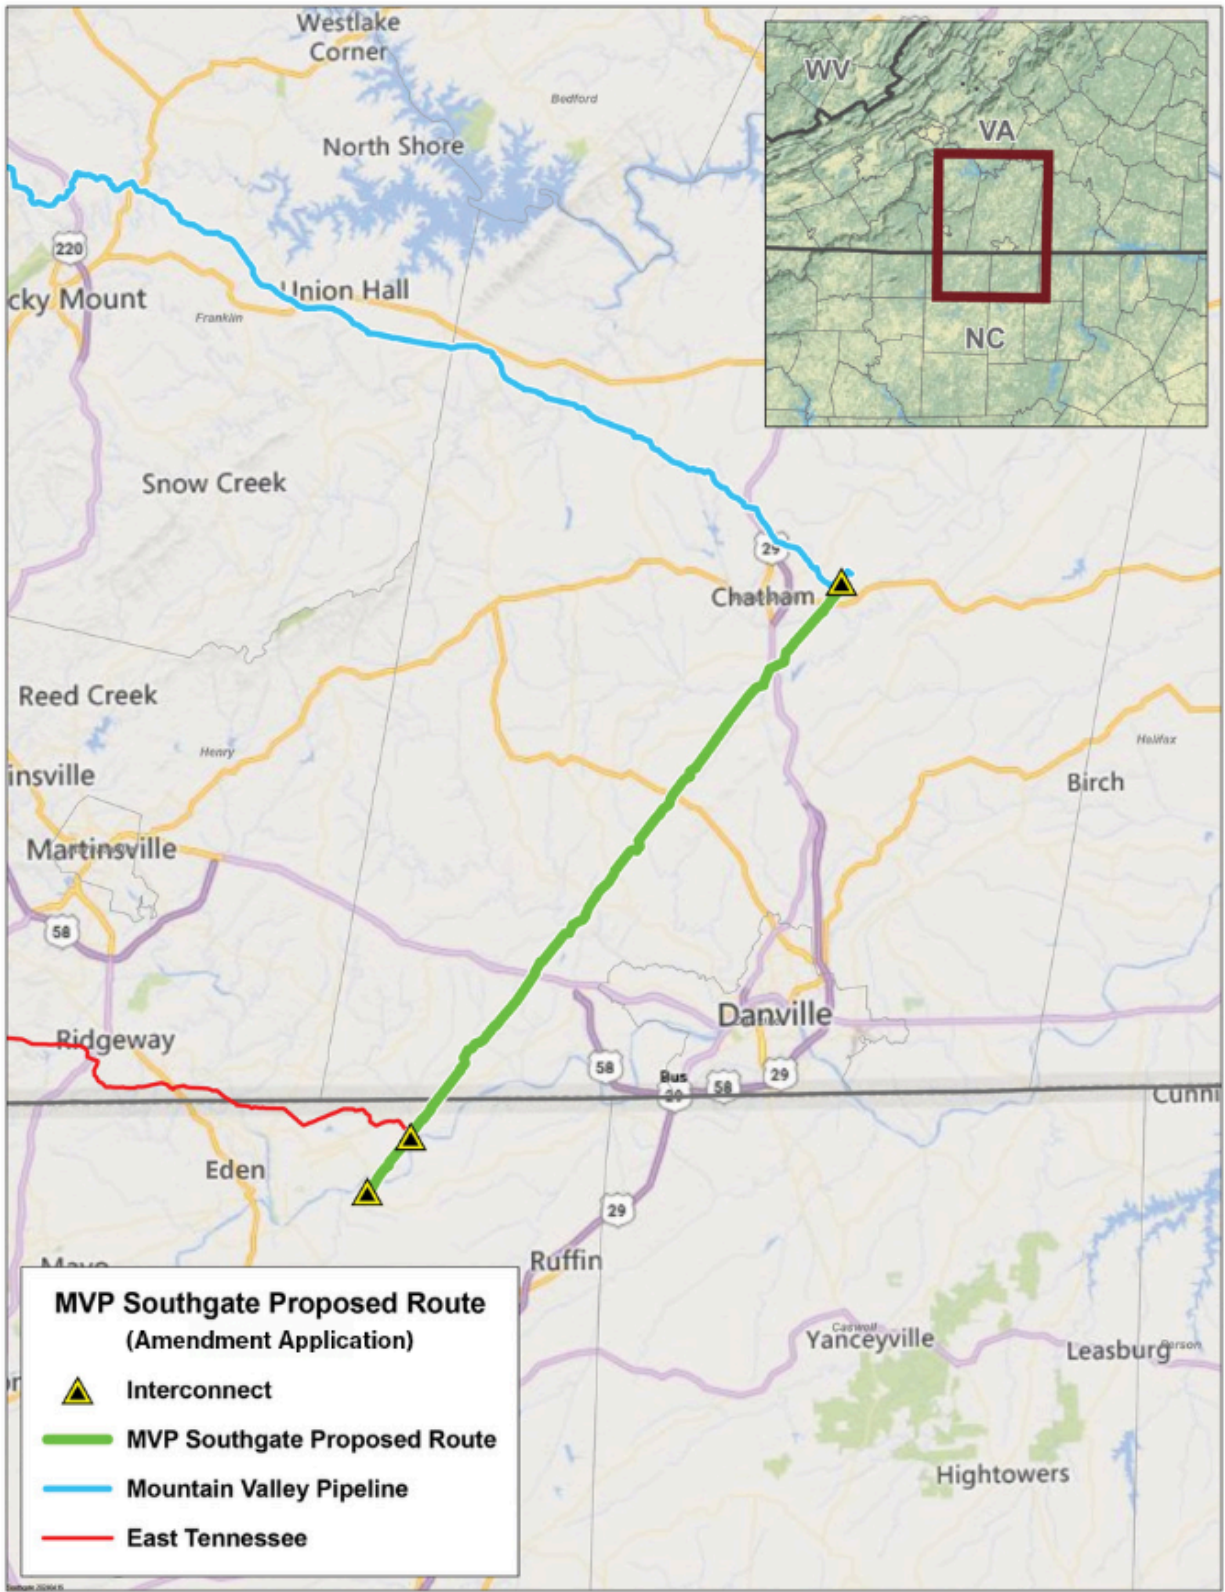 Westlake
Corner
Bedford
North Shore
WV
VA
NC
220
cky Mount
Union Hall
Franklin
Snow Creek
29
Chatham
Reed Creek
Henry
insville
Halifax
Birch
Martinsville
58
Danville
Ridgeway
58
Bus
29
58
29
Cunni
Eden
29
Ruffin
Caswell
Yanceyville
Leasburg
Person
Hightowers
MVP Southgate Proposed Route
(Amendment Application)
Interconnect
MVP Southgate Proposed Route
Mountain Valley Pipeline
East Tennessee